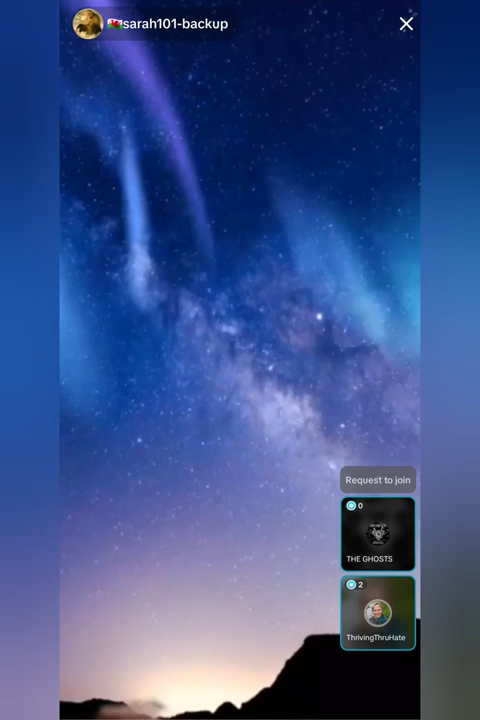 🏴󠁧󠁢󠁷󠁬󠁳󠁿sarah101-backup
Request to join
0
THE GHOSTS
2
ThrivingThruHate